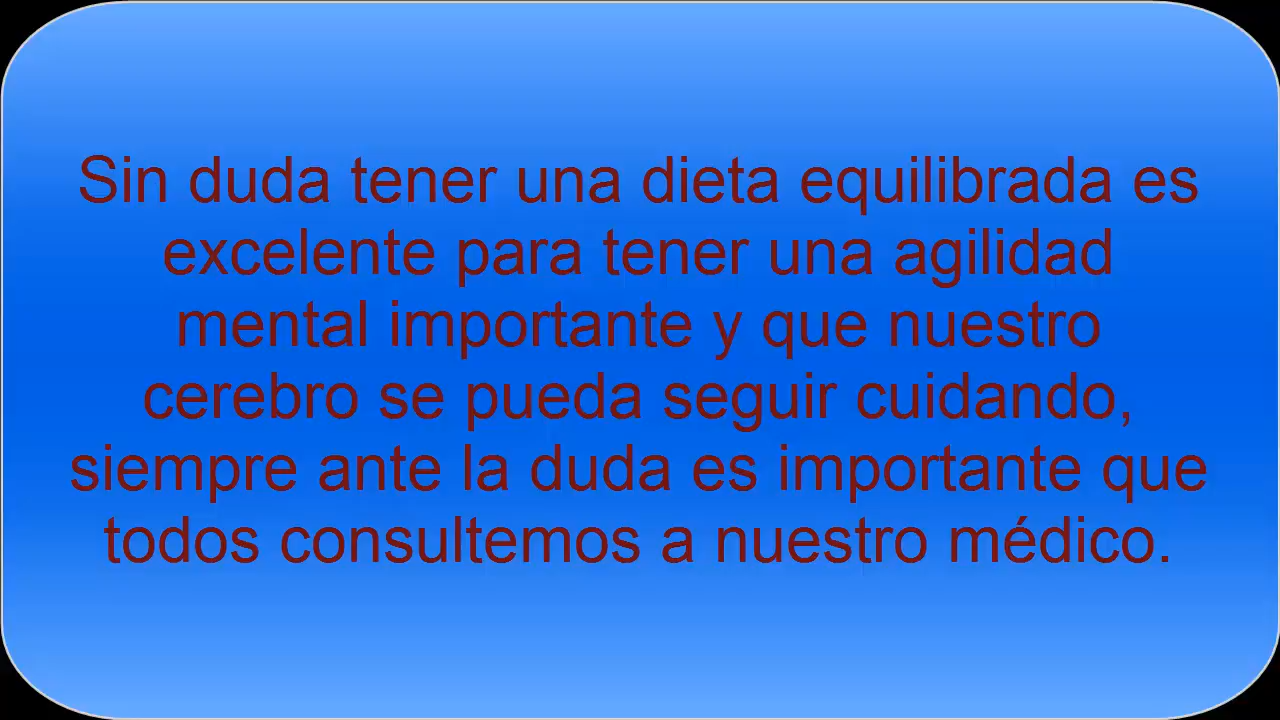 Sin duda tener una dieta equilibrada es
excelente para tener una agilidad
mental importante y que nuestro
cerebro se pueda seguir cuidando,
siempre ante la duda es importante que
todos consultemos a nuestro médico.